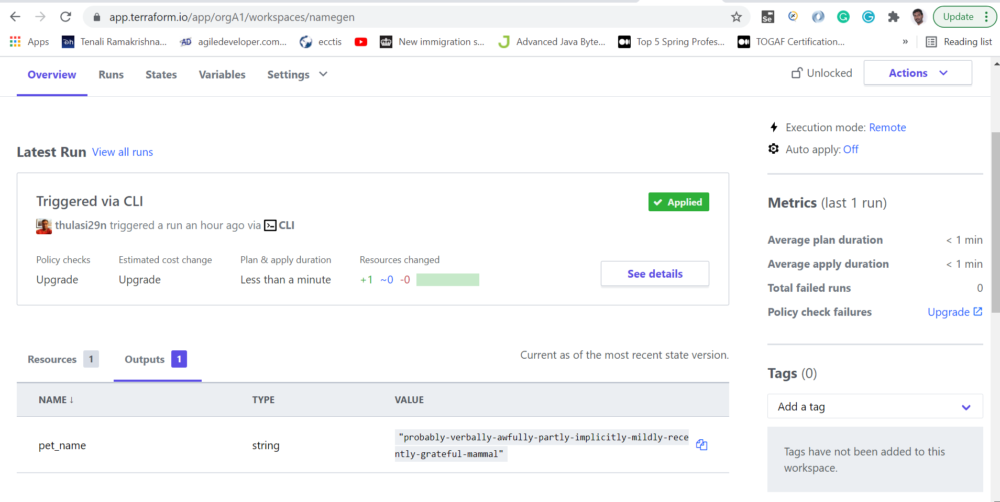 app.terraform.io/app/orgA1/workspaces/namegen
Se
Update
Apps
Dh Tenali Ramakrishna...
AD agiledeveloper.com...
ecctis
New immigration s...
Advanced Java Byte...
Top 5 Spring Profes...
TOGAF Certification...
»
Reading list
Overview
Runs
States
Variables
Settings
Unlocked
Actions
Execution mode: Remote
Auto apply: Off
Latest Run View all runs
Triggered via CLI
Applied
thulasi29n triggered a run an hour ago via CLI
Policy checks
Upgrade
Estimated cost change
Upgrade
Plan & apply duration
Less than a minute
Resources changed
+1 ~0 -0
See details
Metrics (last 1 run)
Average plan duration < 1 min
Average apply duration < 1 min
Total failed runs 0
Policy check failures Upgrade
Resources 1
Outputs 1
Current as of the most recent state version.
NAME ↓ TYPE VALUE
pet_name string "probably-verbally-awfully-partly-implicitly-mildly-rece
ntly-grateful-mammal"
Tags (0)
Add a tag
Tags have not been added to this
workspace.